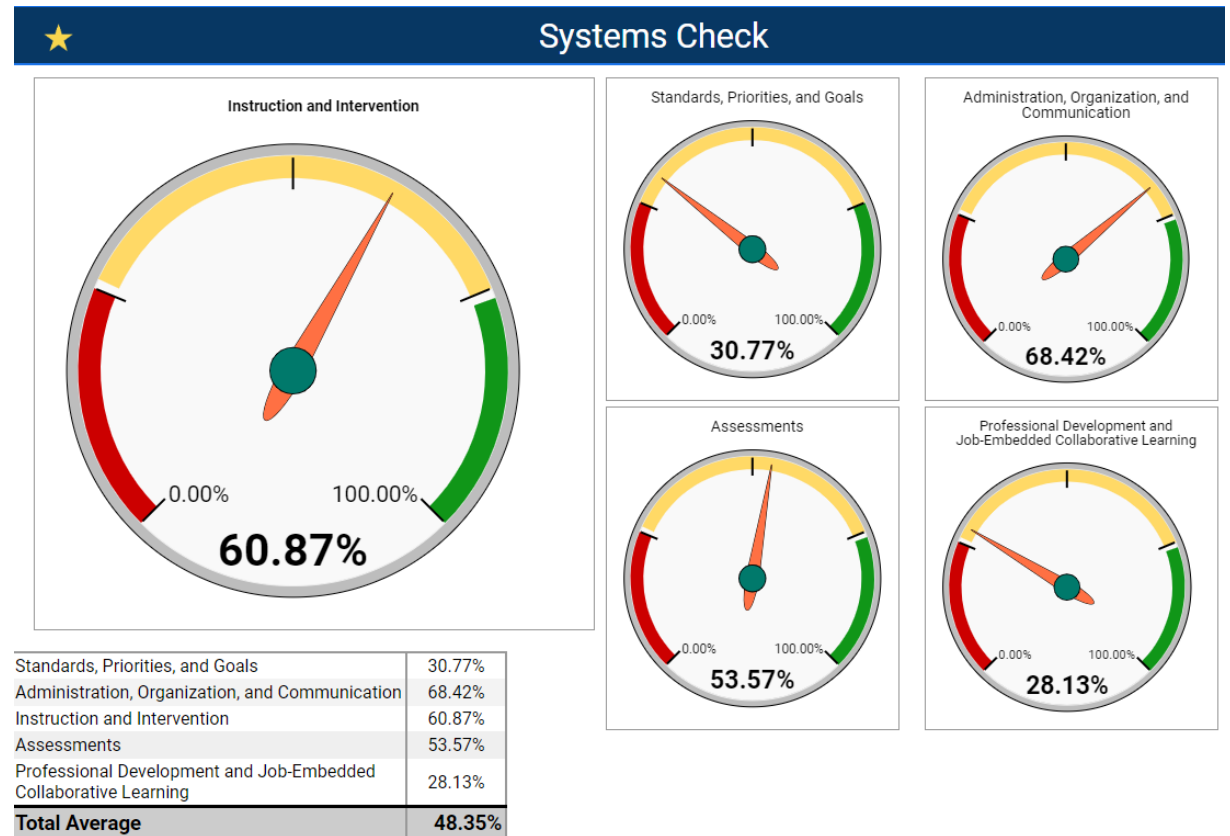 Systems Check
Instruction and Intervention
0.00%
100.00%
60.87%
Standards, Priorities, and Goals
0.00%
100.00%
30.77%
Administration, Organization, and
Communication
0.00%
100.00%
68.42%
Assessments
0.00%
100.00%
53.57%
Professional Development and
Job-Embedded Collaborative Learning
0.00%
100.00%
28.13%
Standards, Priorities, and Goals 30.77%
Administration, Organization, and Communication 68.42%
Instruction and Intervention 60.87%
Assessments 53.57%
Professional Development and Job-Embedded
Collaborative Learning 28.13%
Total Average 48.35%